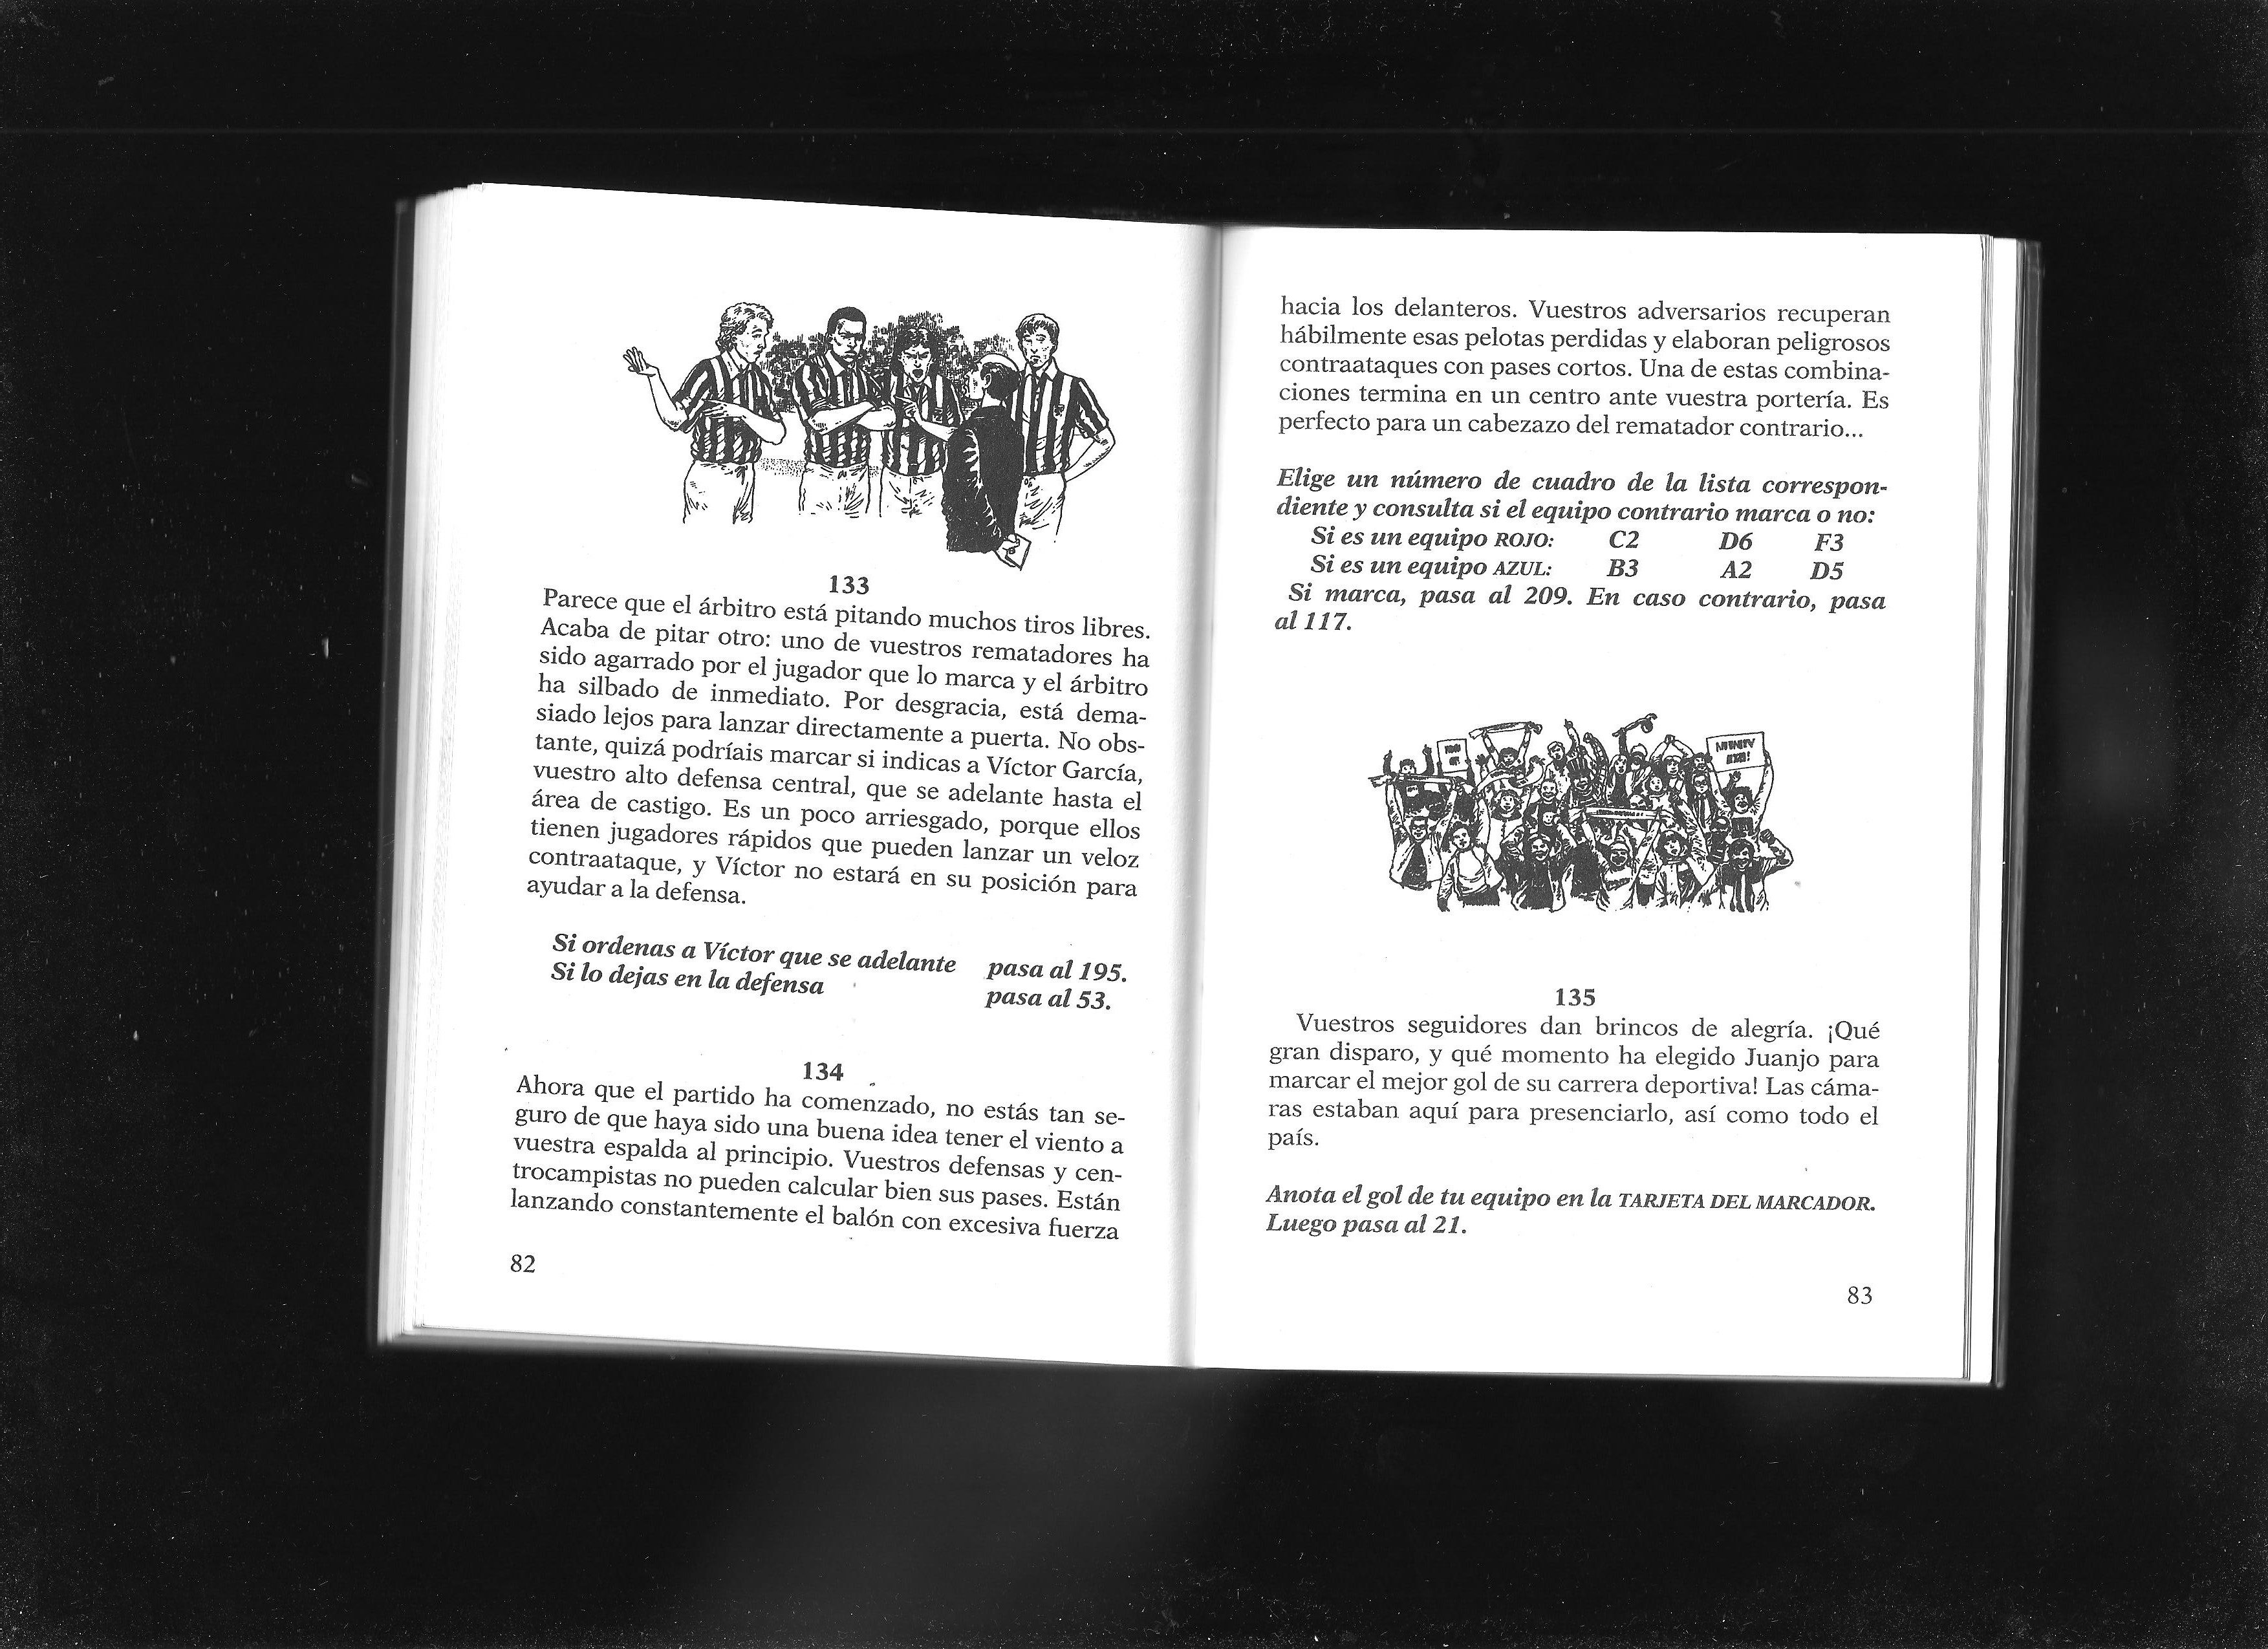 133
Parece que el árbitro está pitando muchos tiros libres.
Acaba de pitar otro: uno de vuestros rematadores ha
sido agarrado por el jugador que lo marca y el árbitro
ha silbado de inmediato. Por desgracia, está dema-
siado lejos para lanzar directamente a puerta. No obs-
tante, quizá podríais marcar si indicas a Víctor García,
vuestro alto defensa central, que se adelante hasta el
área de castigo. Es un poco arriesgado, porque ellos
tienen jugadores rápidos que pueden lanzar un veloz
contraataque, y Víctor no estará en su posición para
ayudar a la defensa.
Si ordenas a Víctor que se adelante pasa al 195.
Si lo dejas en la defensa pasa al 53.
134
Ahora que el partido ha comenzado, no estás tan se-
guro de que haya sido una buena idea tener el viento a
vuestra espalda al principio. Vuestros defensas y cen-
trocampistas no pueden calcular bien sus pases. Están
lanzando constantemente el balón con excesiva fuerza
82
hacia los delanteros. Vuestros adversarios recuperan
hábilmente esas pelotas perdidas y elaboran peligrosos
contraataques con pases cortos. Una de estas combina-
ciones termina en un centro ante vuestra portería. Es
perfecto para un cabezazo del rematador contrario...
Elige un número de cuadro de la lista correspon-
diente y consulta si el equipo contrario marca o no:
Si es un equipo ROJO: C2 D6 F3
Si es un equipo AZUL: B3 A2 D5
Si marca, pasa al 209. En caso contrario, pasa
al 117.
135
Vuestros seguidores dan brincos de alegría. ¡Qué
gran disparo, y qué momento ha elegido Juanjo para
marcar el mejor gol de su carrera deportiva! Las cáma-
ras estaban aquí para presenciarlo, así como todo el
país.
Anota el gol de tu equipo en la TARJETA DEL MARCADOR.
Luego pasa al 21.
83